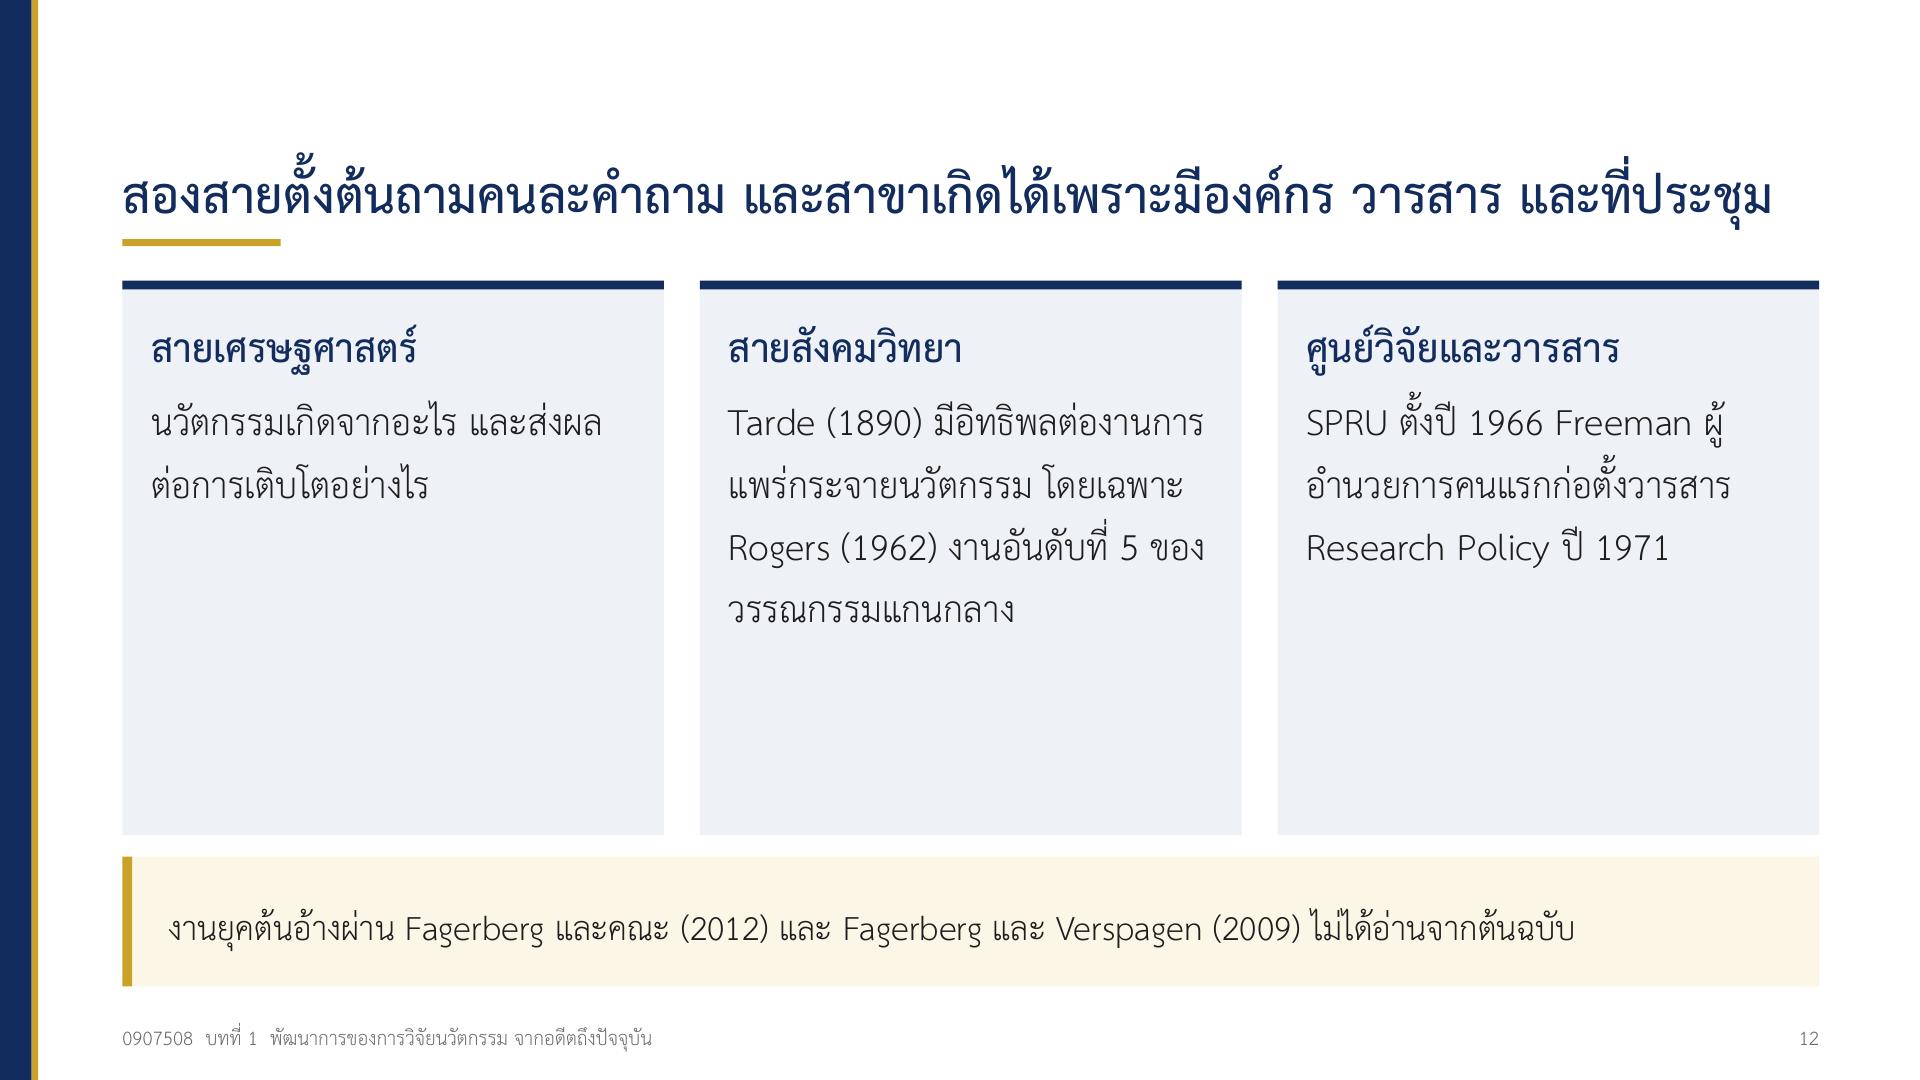 สองสายตั้งต้นถามคนละคำถาม และสาขาเกิดได้เพราะมีองค์กร วารสาร และที่ประชุม
สายเศรษฐศาสตร์
นวัตกรรมเกิดจากอะไร และส่งผล
ต่อการเติบโตอย่างไร
สายสังคมวิทยา
Tarde (1890) มีอิทธิพลต่องานการ
แพร่กระจายนวัตกรรม โดยเฉพาะ
Rogers (1962) งานอันดับที่ 5 ของ
วรรณกรรมแกนกลาง
ศูนย์วิจัยและวารสาร
SPRU ตั้งปี 1966 Freeman ผู้
อำนวยการคนแรกก่อตั้งวารสาร
Research Policy ปี 1971
งานยุคต้นอ้างผ่าน Fagerberg และคณะ (2012) และ Fagerberg และ Verspagen (2009) ไม่ได้อ่านจากต้นฉบับ
0907508 บทที่ 1 พัฒนาการของการวิจัยนวัตกรรม จากอดีตถึงปัจจุบัน
12